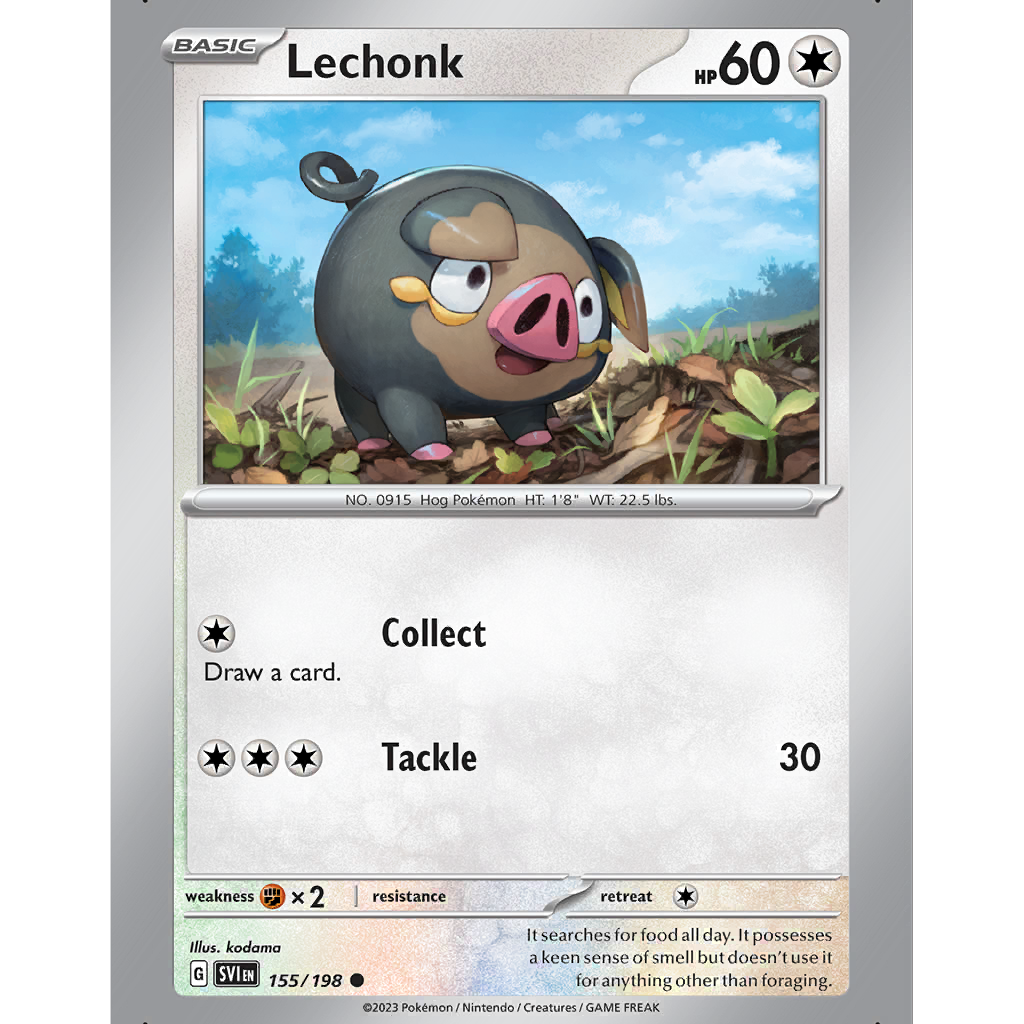 BASIC Lechonk HP 60
NO. 0915 Hog Pokémon HT: 1'8" WT: 22.5 lbs.
Collect
Draw a card.
Tackle 30
weakness ×2 resistance retreat
It searches for food all day. It possesses
a keen sense of smell but doesn't use it
for anything other than foraging.
Illus. kodama
G SVI EN 155/198
©2023 Pokémon / Nintendo / Creatures / GAME FREAK